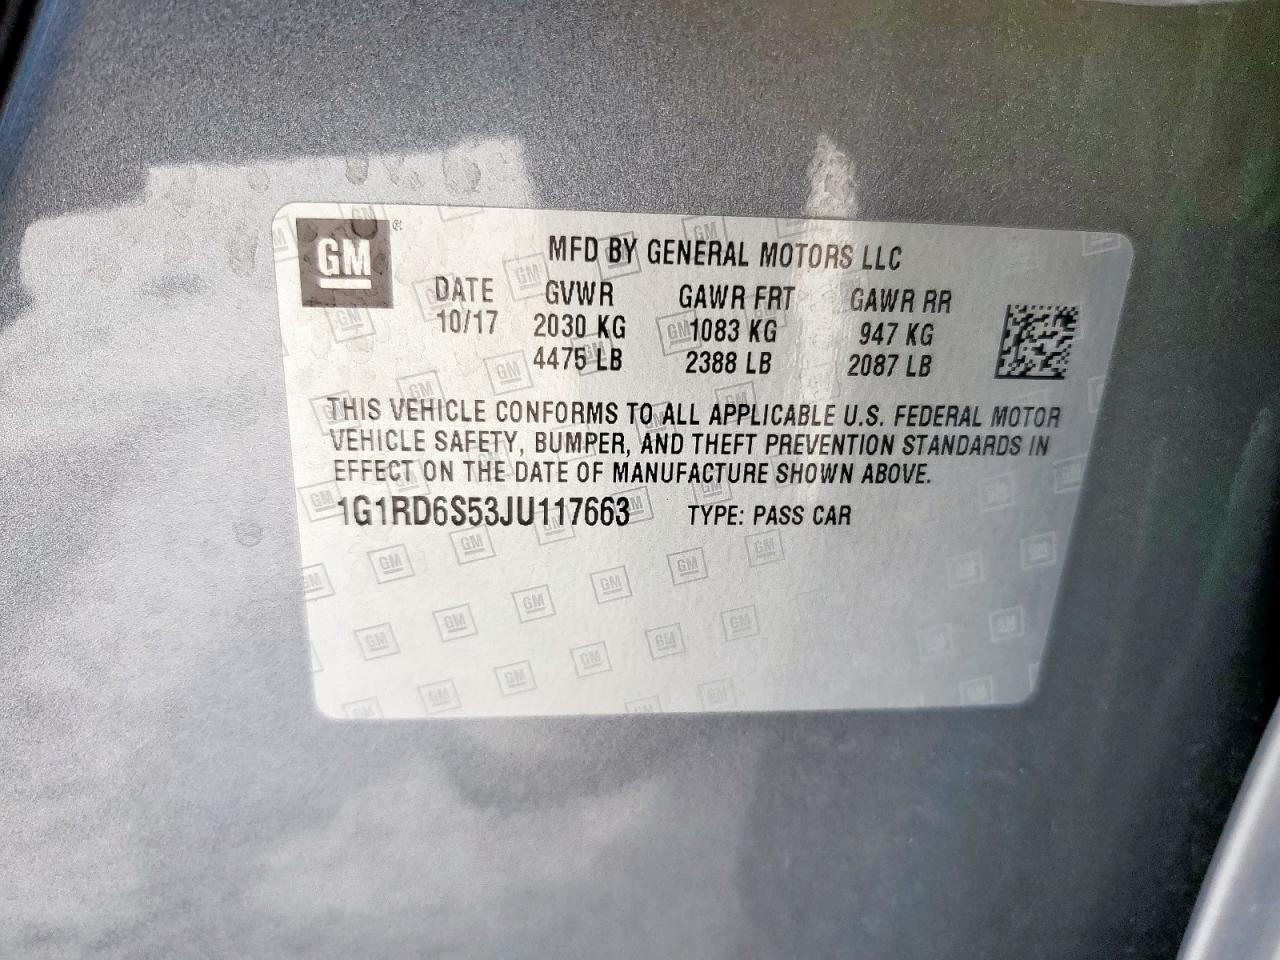 GM®
MFD BY GENERAL MOTORS LLC
DATE GVWR GAWR FRT GAWR RR
10/17 2030 KG 1083 KG 947 KG
4475 LB 2388 LB 2087 LB
THIS VEHICLE CONFORMS TO ALL APPLICABLE U.S. FEDERAL MOTOR
VEHICLE SAFETY, BUMPER, AND THEFT PREVENTION STANDARDS IN
EFFECT ON THE DATE OF MANUFACTURE SHOWN ABOVE.
1G1RD6S53JU117663 TYPE: PASS CAR